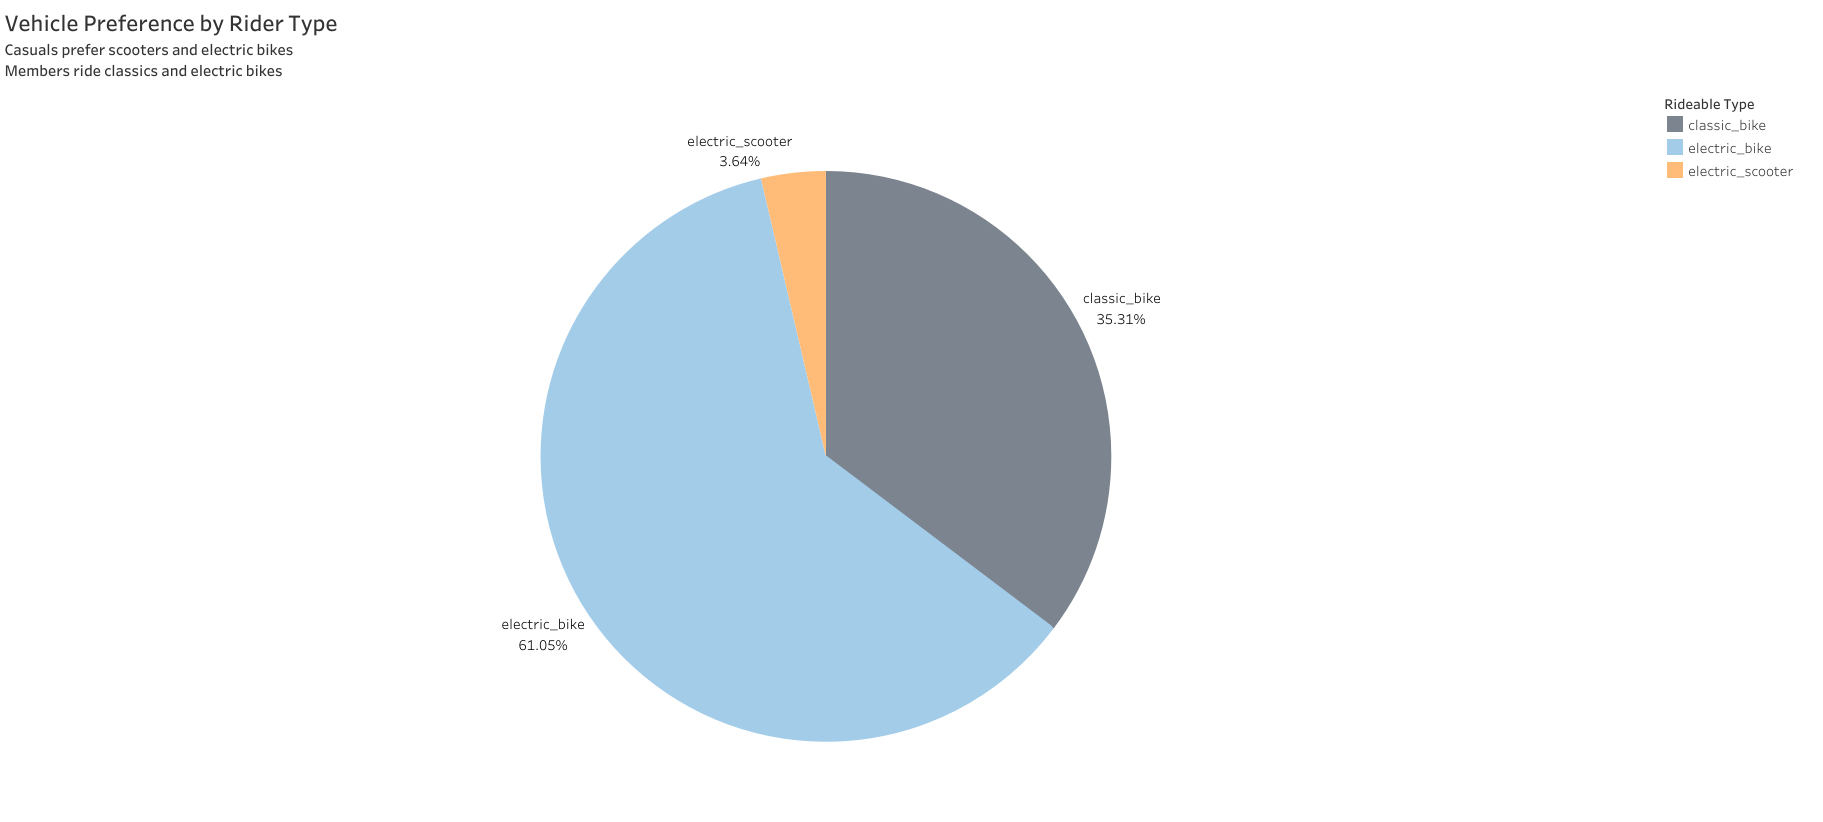 Vehicle Preference by Rider Type
Casuals prefer scooters and electric bikes
Members ride classics and electric bikes
Rideable Type
classic_bike
electric_bike
electric_scooter
electric_scooter
3.64%
classic_bike
35.31%
electric_bike
61.05%